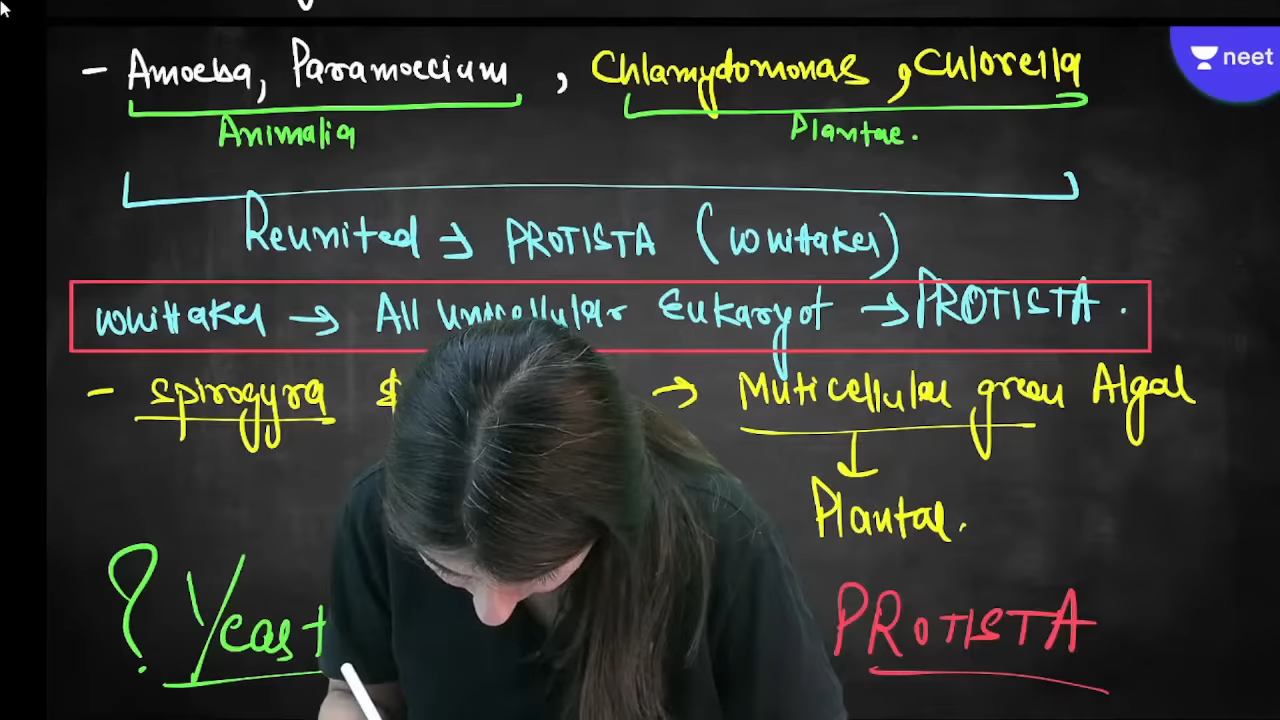 - Amoeba, Paramoecium, Chlamydomonas, Chlorella
neet
Animalia
Plantae.
Reunited → PROTISTA (Whittaker)
Whittaker → All Unicellular Eukaryot → PROTISTA.
- Spirogyra → Muticellular green Algal
↓
Plantae.
? Yeast
PROTISTA